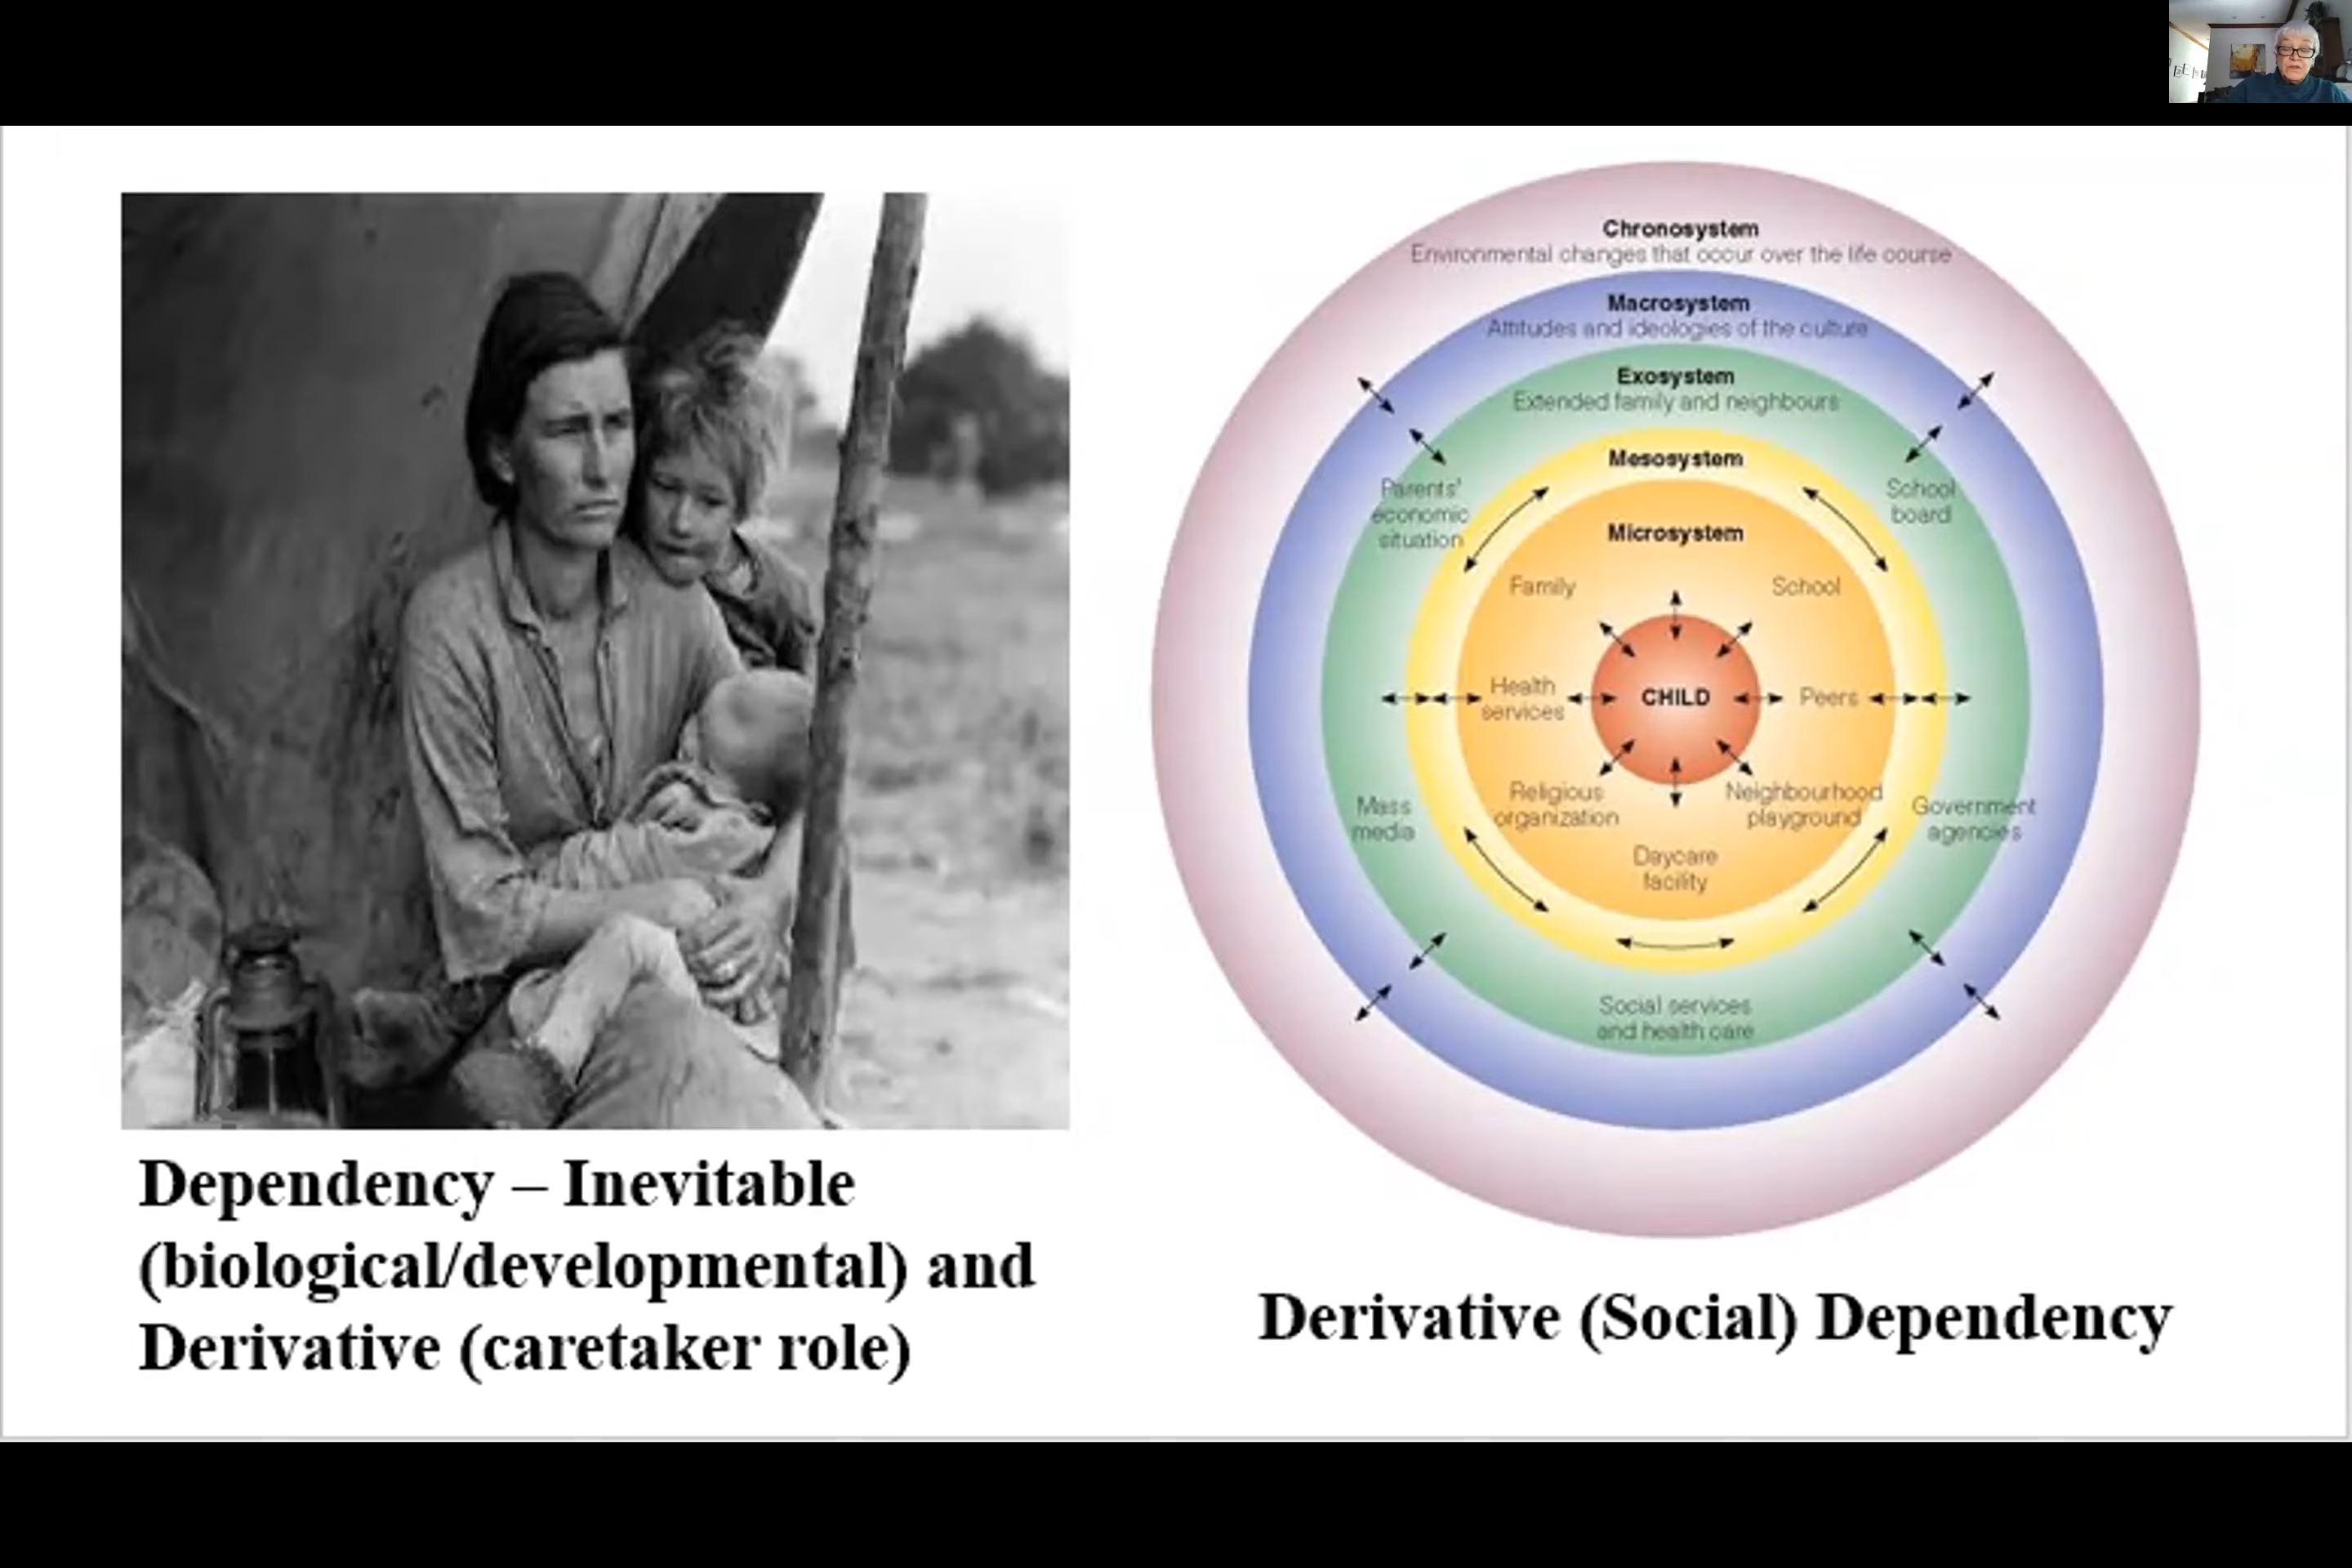 Chronosystem
Environmental changes that occur over the life course
Macrosystem
Attitudes and ideologies of the culture
Exosystem
Extended family and neighbours
Mesosystem
Parents'
economic
situation
School
board
Microsystem
Family
School
Health
services
CHILD
Peers
Religious
organization
Neighbourhood
playground
Mass
media
Government
agencies
Daycare
facility
Social services
and health care
Dependency – Inevitable
(biological/developmental) and
Derivative (caretaker role)
Derivative (Social) Dependency